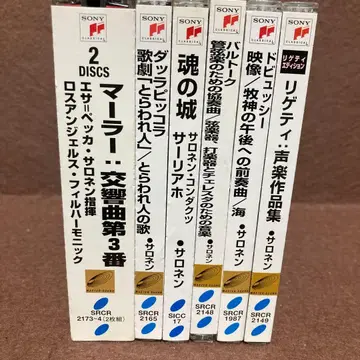 SONY
CLASSICAL
2
DISCS
マーラー:交響曲第3番
エサ=ペッカ・サロネン指揮
ロスアンジェルス・フィルハーモニック
SRCR
2173~4(2枚組)
SONY
CLASSICAL
ダッラピッコラ
歌劇「とらわれ人」/とらわれ人の歌
・サロネン
SRCR
2165
SONY
CLASSICAL
魂の城
サロネン・コンダクツ
サーリアホ
・サロネン
SICC
17
SONY
CLASSICAL
バルトーク
管弦楽のための協奏曲/弦楽器、打楽器とチェレスタのための音楽
・サロネン
SRCR
2148
SONY
CLASSICAL
ドビュッシー
映像/牧神の午後への前奏曲/海
・サロネン
SRCR
1987
SONY
CLASSICAL
リゲティ
エディション
リゲティ:声楽作品集
・サロネン
SRCR
2149